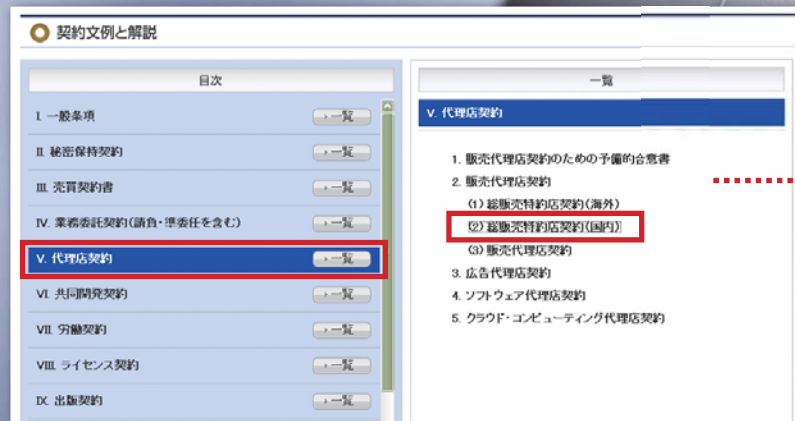 契約文例と解説
目次
I. 一般条項
→一覧
II. 秘密保持契約
→一覧
III. 売買契約書
→一覧
IV. 業務委託契約(請負・準委任を含む)
→一覧
V. 代理店契約
→一覧
VI. 共同開発契約
→一覧
VII. 労働契約
→一覧
VIII. ライセンス契約
→一覧
IX. 出版契約
→一覧
一覧
V. 代理店契約
1. 販売代理店契約のための予備的合意書
2. 販売代理店契約
(1) 総販売特約店契約(海外)
(2) 総販売特約店契約(国内)
(3) 販売代理店契約
3. 広告代理店契約
4. ソフトウェア代理店契約
5. クラウド・コンピューティング代理店契約